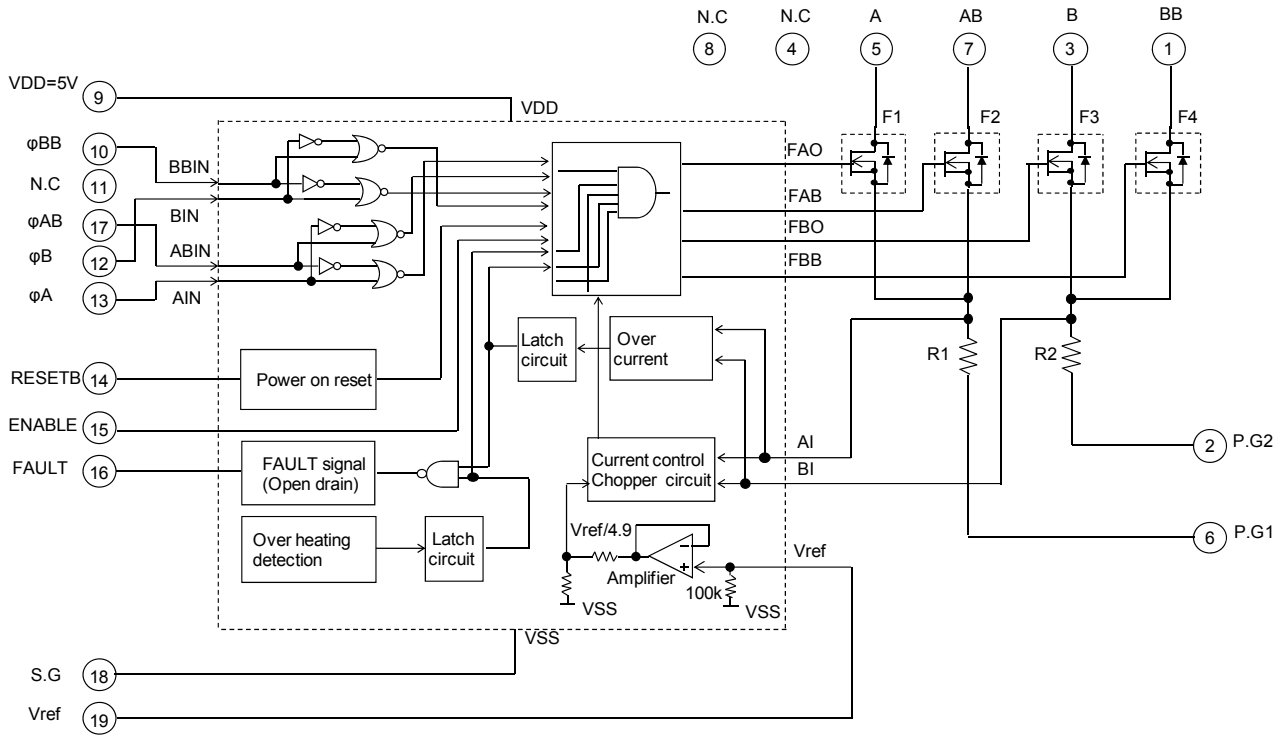 N.C
N.C
A
AB
B
BB
8
4
5
7
3
1
VDD=5V
9
VDD
F1
F2
F3
F4
φBB
10
BBIN
FAO
N.C
11
BIN
φAB
17
ABIN
FAB
φB
12
FBO
φA
13
AIN
FBB
Latch
circuit
Over
current
R1
R2
RESETB
14
Power on reset
ENABLE
15
AI
BI
2
P.G2
FAULT
16
FAULT signal
(Open drain)
Current control
Chopper circuit
Over heating
detection
Latch
circuit
Vref/4.9
Vref
6
P.G1
Amplifier
100k
VSS
VSS
VSS
S.G
18
Vref
19